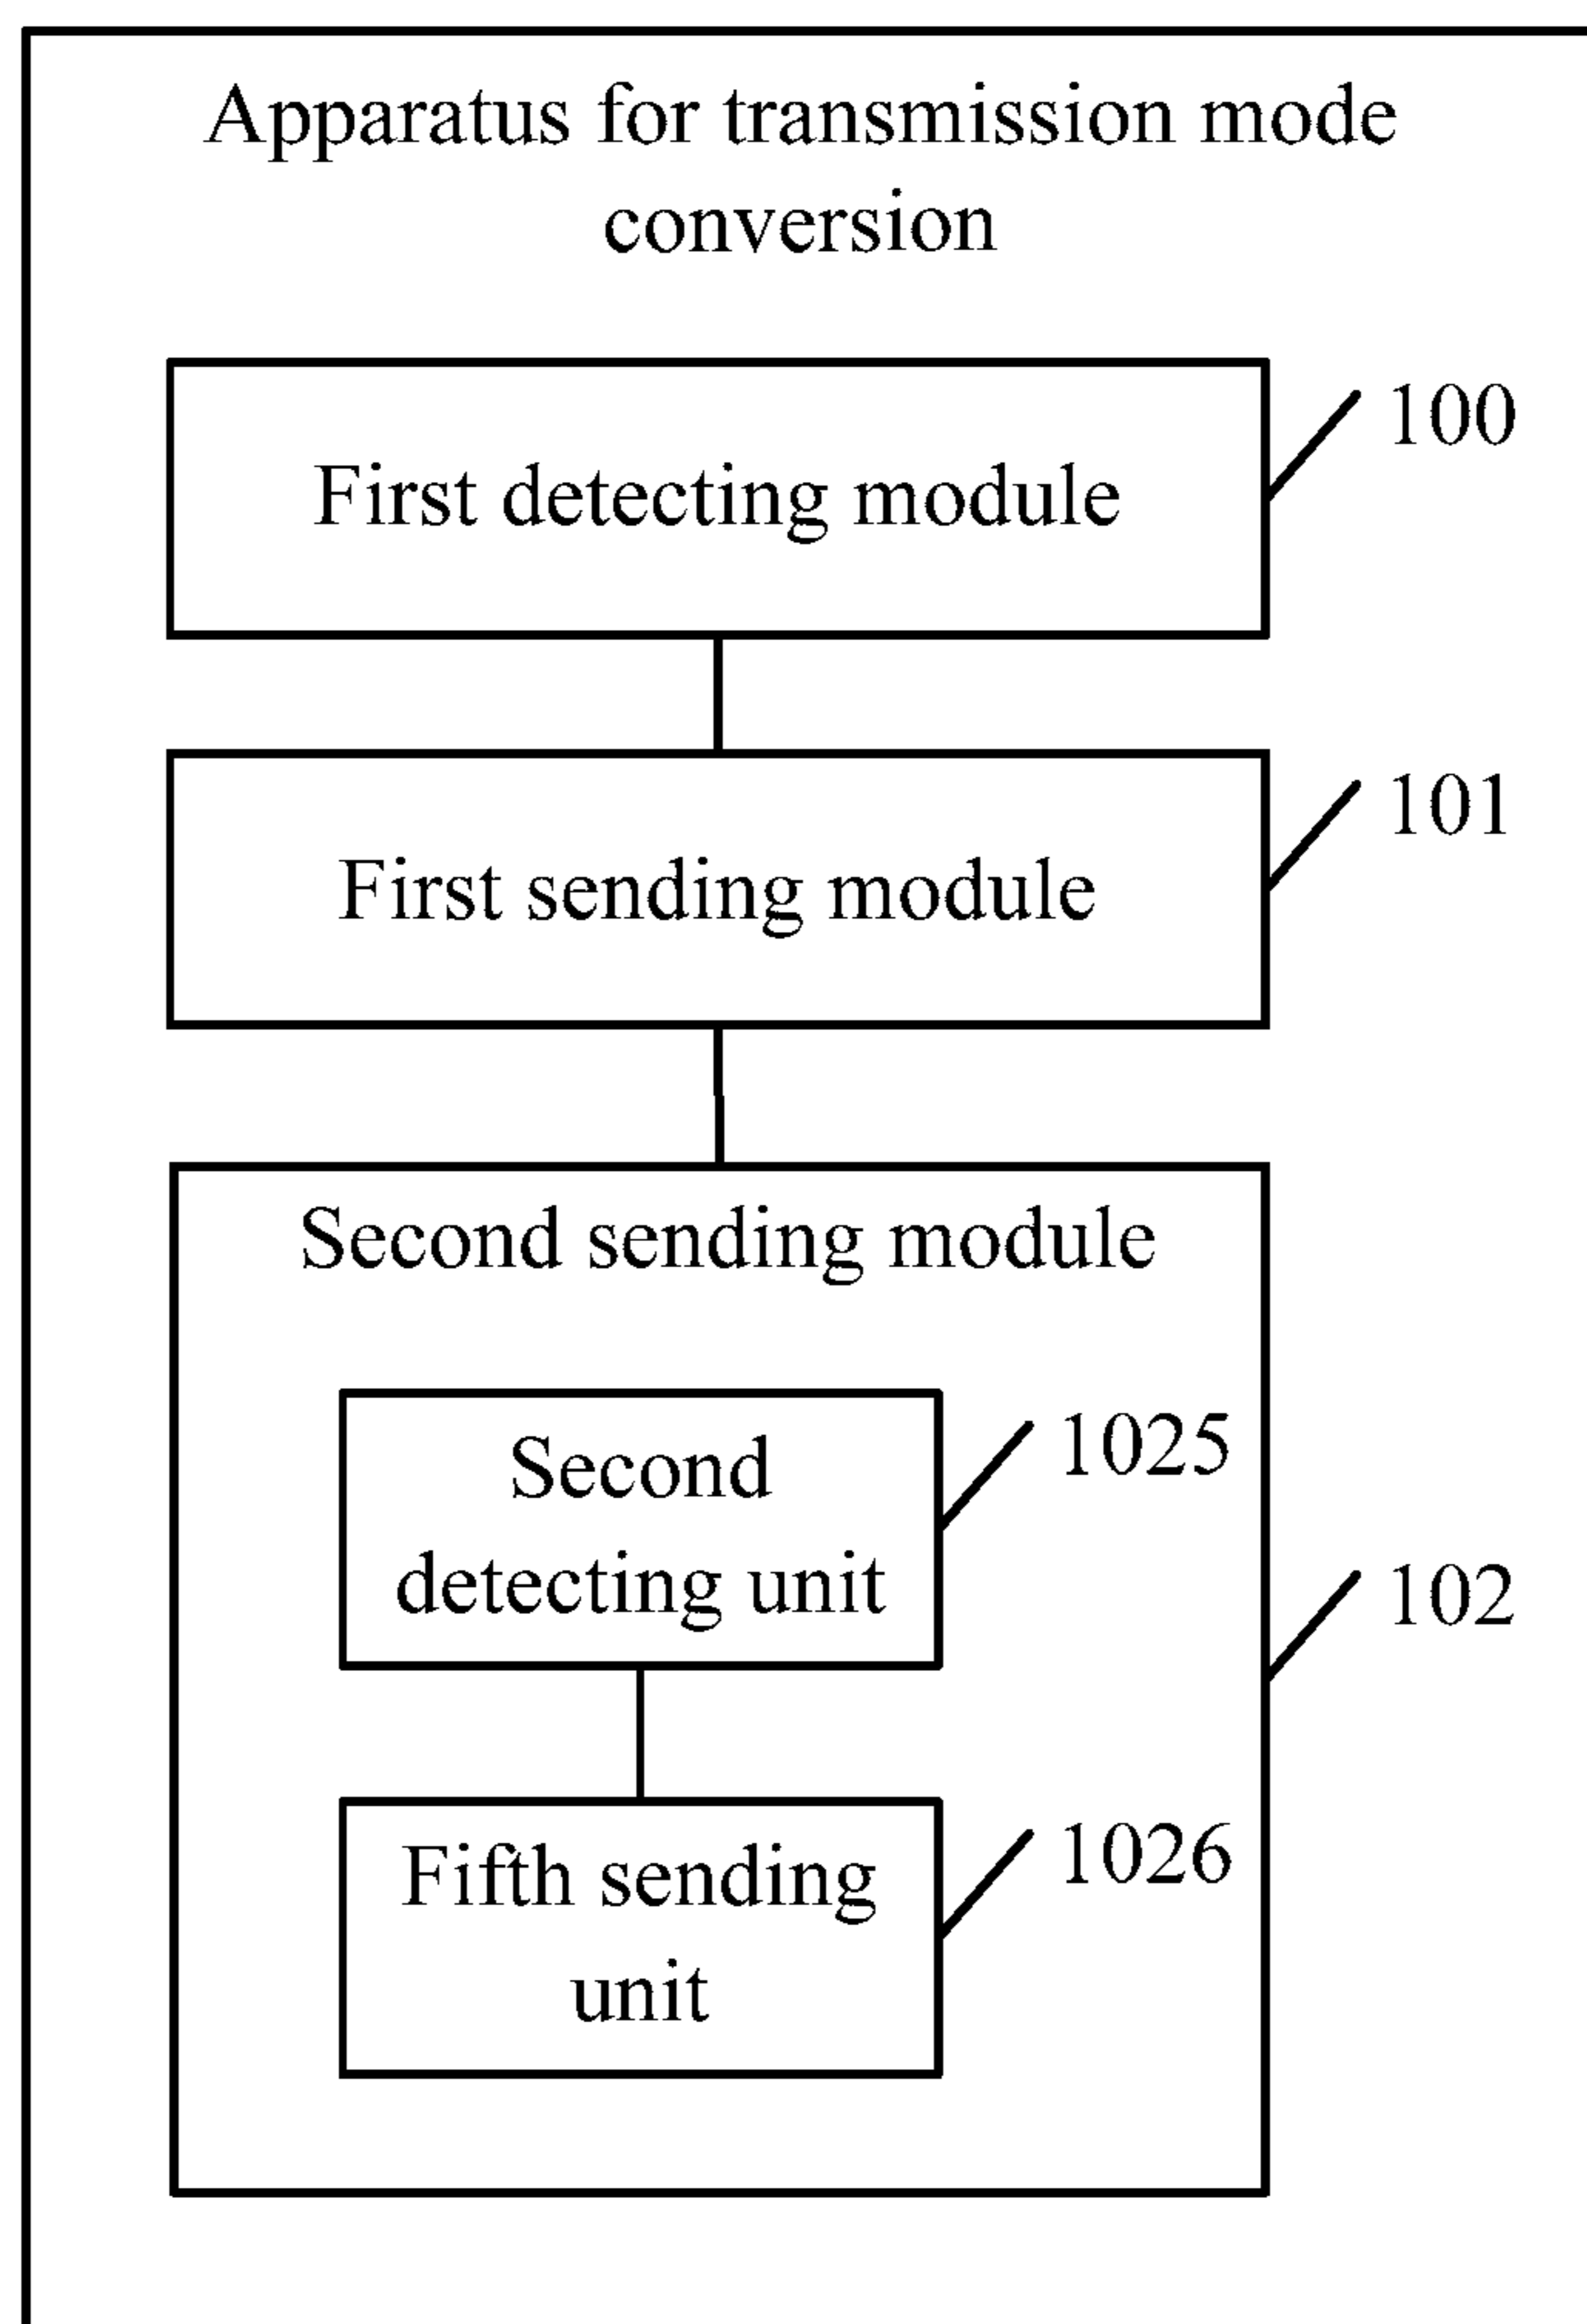 Apparatus for transmission mode
conversion
100
First detecting module
101
First sending module
Second sending module
1025
Second
detecting unit
102
1026
Fifth sending
unit